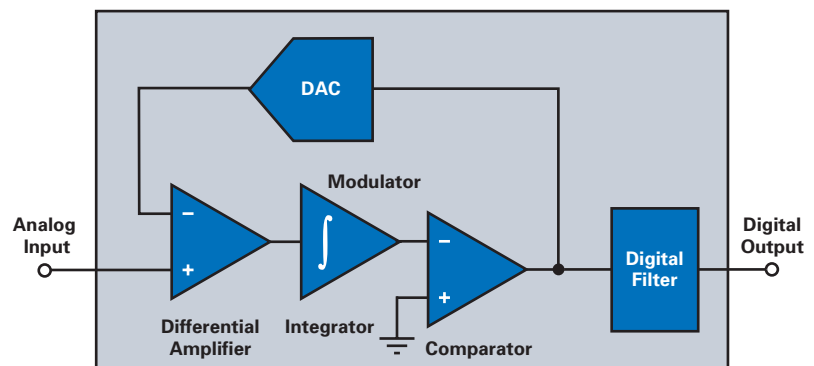 DAC
Modulator
Analog
Input
−
+
∫
−
+
Digital
Filter
Digital
Output
Differential
Amplifier
Integrator
Comparator